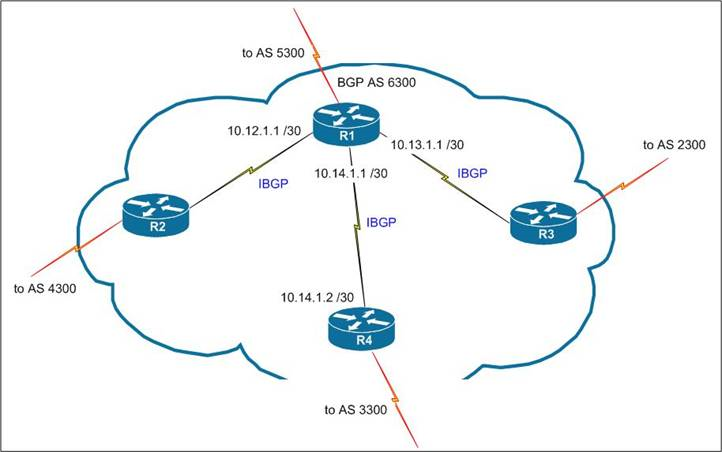 to AS 5300
BGP AS 6300
10.12.1.1 /30
R1
10.13.1.1 /30
to AS 2300
10.14.1.1 /30
IBGP
IBGP
R2
IBGP
R3
to AS 4300
10.14.1.2 /30
R4
to AS 3300